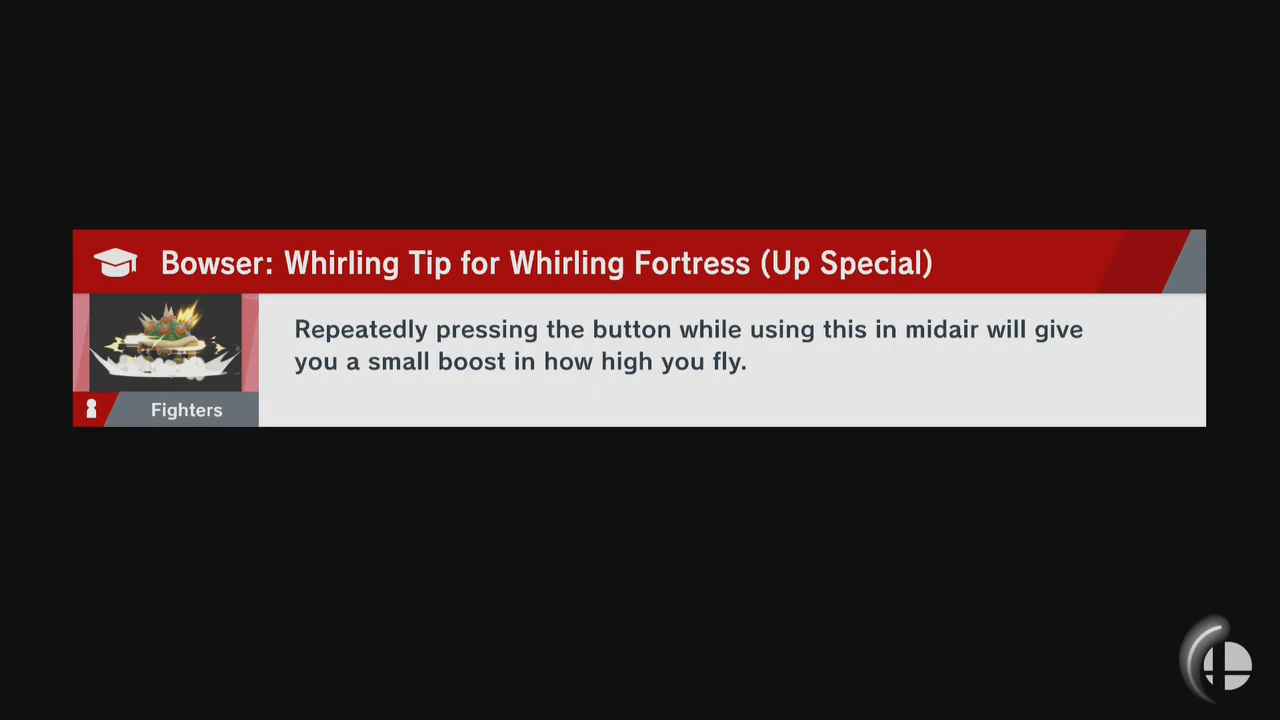 Bowser: Whirling Tip for Whirling Fortress (Up Special)
Repeatedly pressing the button while using this in midair will give
you a small boost in how high you fly.
Fighters